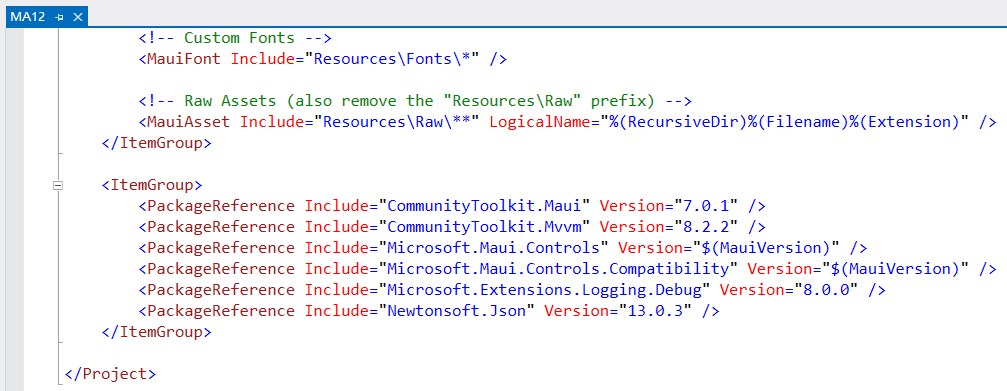 MA12
<!-- Custom Fonts -->
<MauiFont Include="Resources\Fonts\*" />
<!-- Raw Assets (also remove the "Resources\Raw" prefix) -->
<MauiAsset Include="Resources\Raw\**" LogicalName="%(RecursiveDir)%(Filename)%(Extension)" />
</ItemGroup>
<ItemGroup>
<PackageReference Include="CommunityToolkit.Maui" Version="7.0.1" />
<PackageReference Include="CommunityToolkit.Mvvm" Version="8.2.2" />
<PackageReference Include="Microsoft.Maui.Controls" Version="$(MauiVersion)" />
<PackageReference Include="Microsoft.Maui.Controls.Compatibility" Version="$(MauiVersion)" />
<PackageReference Include="Microsoft.Extensions.Logging.Debug" Version="8.0.0" />
<PackageReference Include="Newtonsoft.Json" Version="13.0.3" />
</ItemGroup>
</Project>